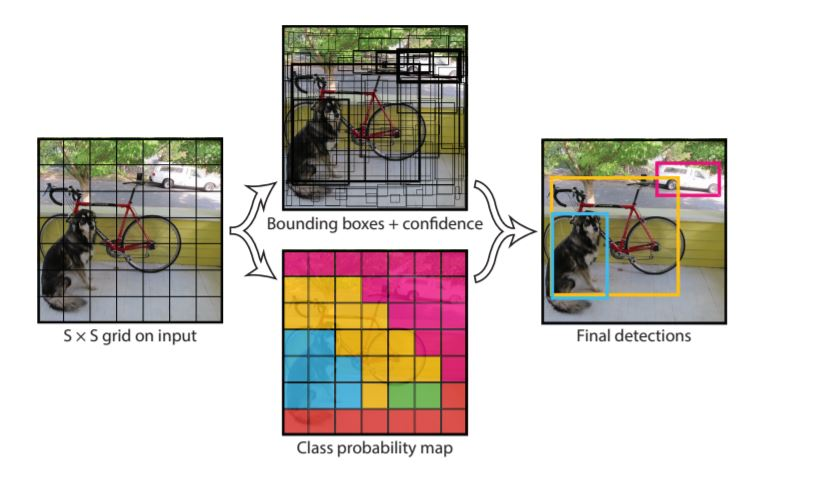 Bounding boxes + confidence
S × S grid on input
Final detections
Class probability map